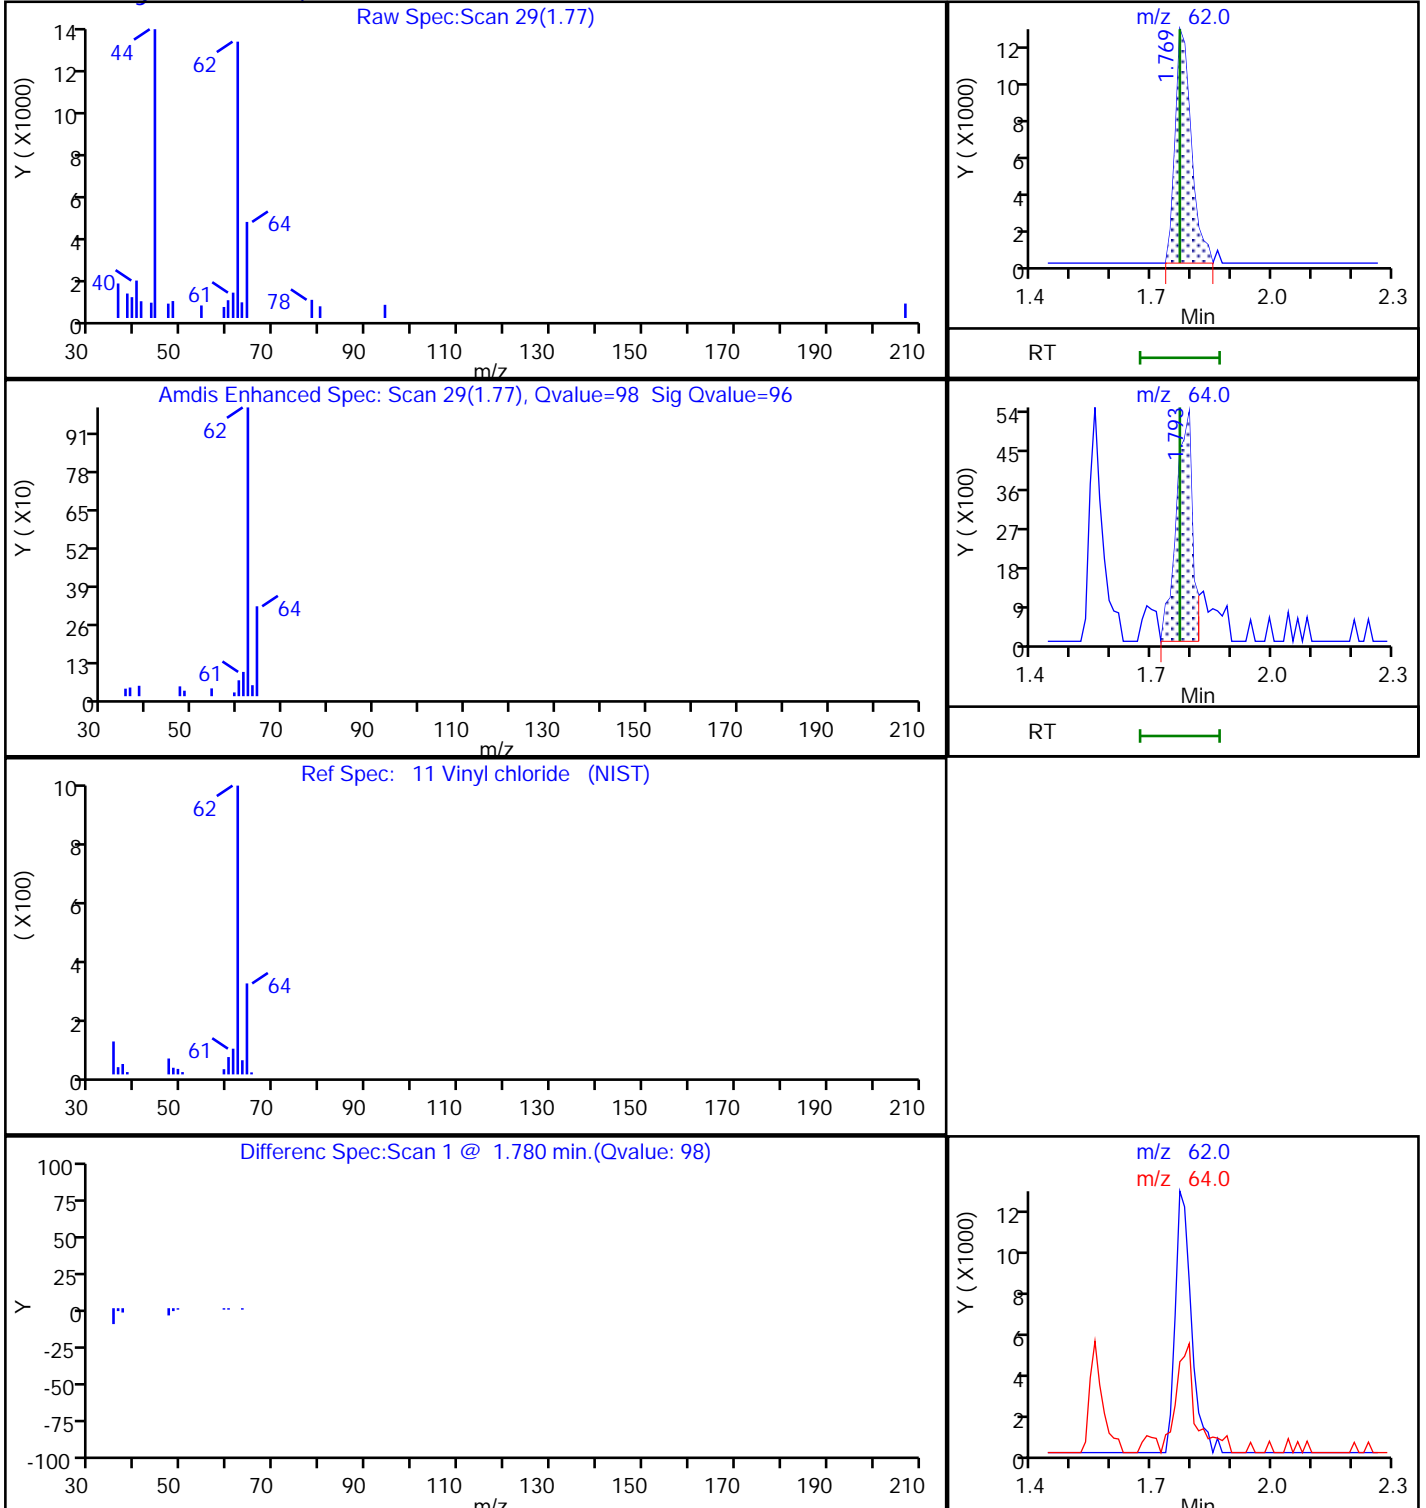 Raw Spec:Scan 29(1.77)
Y ( X1000)
14
12
10
8
6
4
2
0
44
62
64
40
61
78
30 50 70 90 110 130 150 170 190 210
m/z
m/z 62.0
Y ( X1000)
12
10
8
6
4
2
0
1.769
1.4 1.7 2.0 2.3
Min
RT
Amdis Enhanced Spec: Scan 29(1.77), Qvalue=98 Sig Qvalue=96
Y ( X10)
91
78
65
52
39
26
13
0
62
64
61
30 50 70 90 110 130 150 170 190 210
m/z
m/z 64.0
Y ( X100)
54
45
36
27
18
9
0
1.793
1.4 1.7 2.0 2.3
Min
RT
Ref Spec: 11 Vinyl chloride (NIST)
( X100)
10
8
6
4
2
0
62
64
61
30 50 70 90 110 130 150 170 190 210
m/z
Differenc Spec:Scan 1 @ 1.780 min.(Qvalue: 98)
Y
100
75
50
25
0
-25
-50
-75
-100
30 50 70 90 110 130 150 170 190 210
m/z
m/z 62.0
m/z 64.0
Y ( X1000)
12
10
8
6
4
2
0
1.4 1.7 2.0 2.3
Min